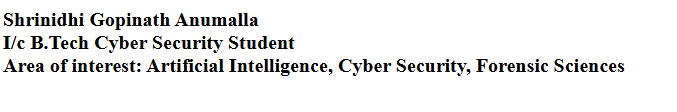 Shrinidhi Gopinath Anumalla
I/c B.Tech Cyber Security Student
Area of interest: Artificial Intelligence, Cyber Security, Forensic Sciences